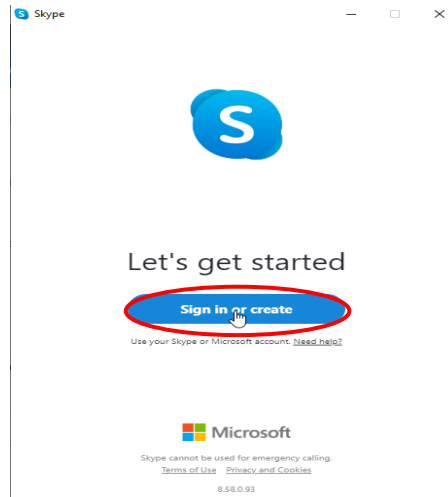 Skype
S
Let's get started
Sign in or create
Use your Skype or Microsoft account. Need help?
Microsoft
Skype cannot be used for emergency calling.
Terms of Use Privacy and Cookies
8.58.0.93